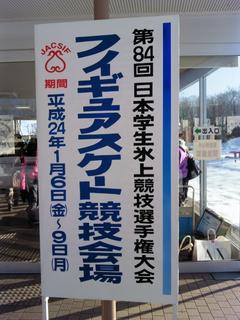 第84回 日本学生氷上競技選手権大会
フィギュアスケート競技会場
JACSIF
期間
平成24年1月6日(金)～9日(月)
出入口